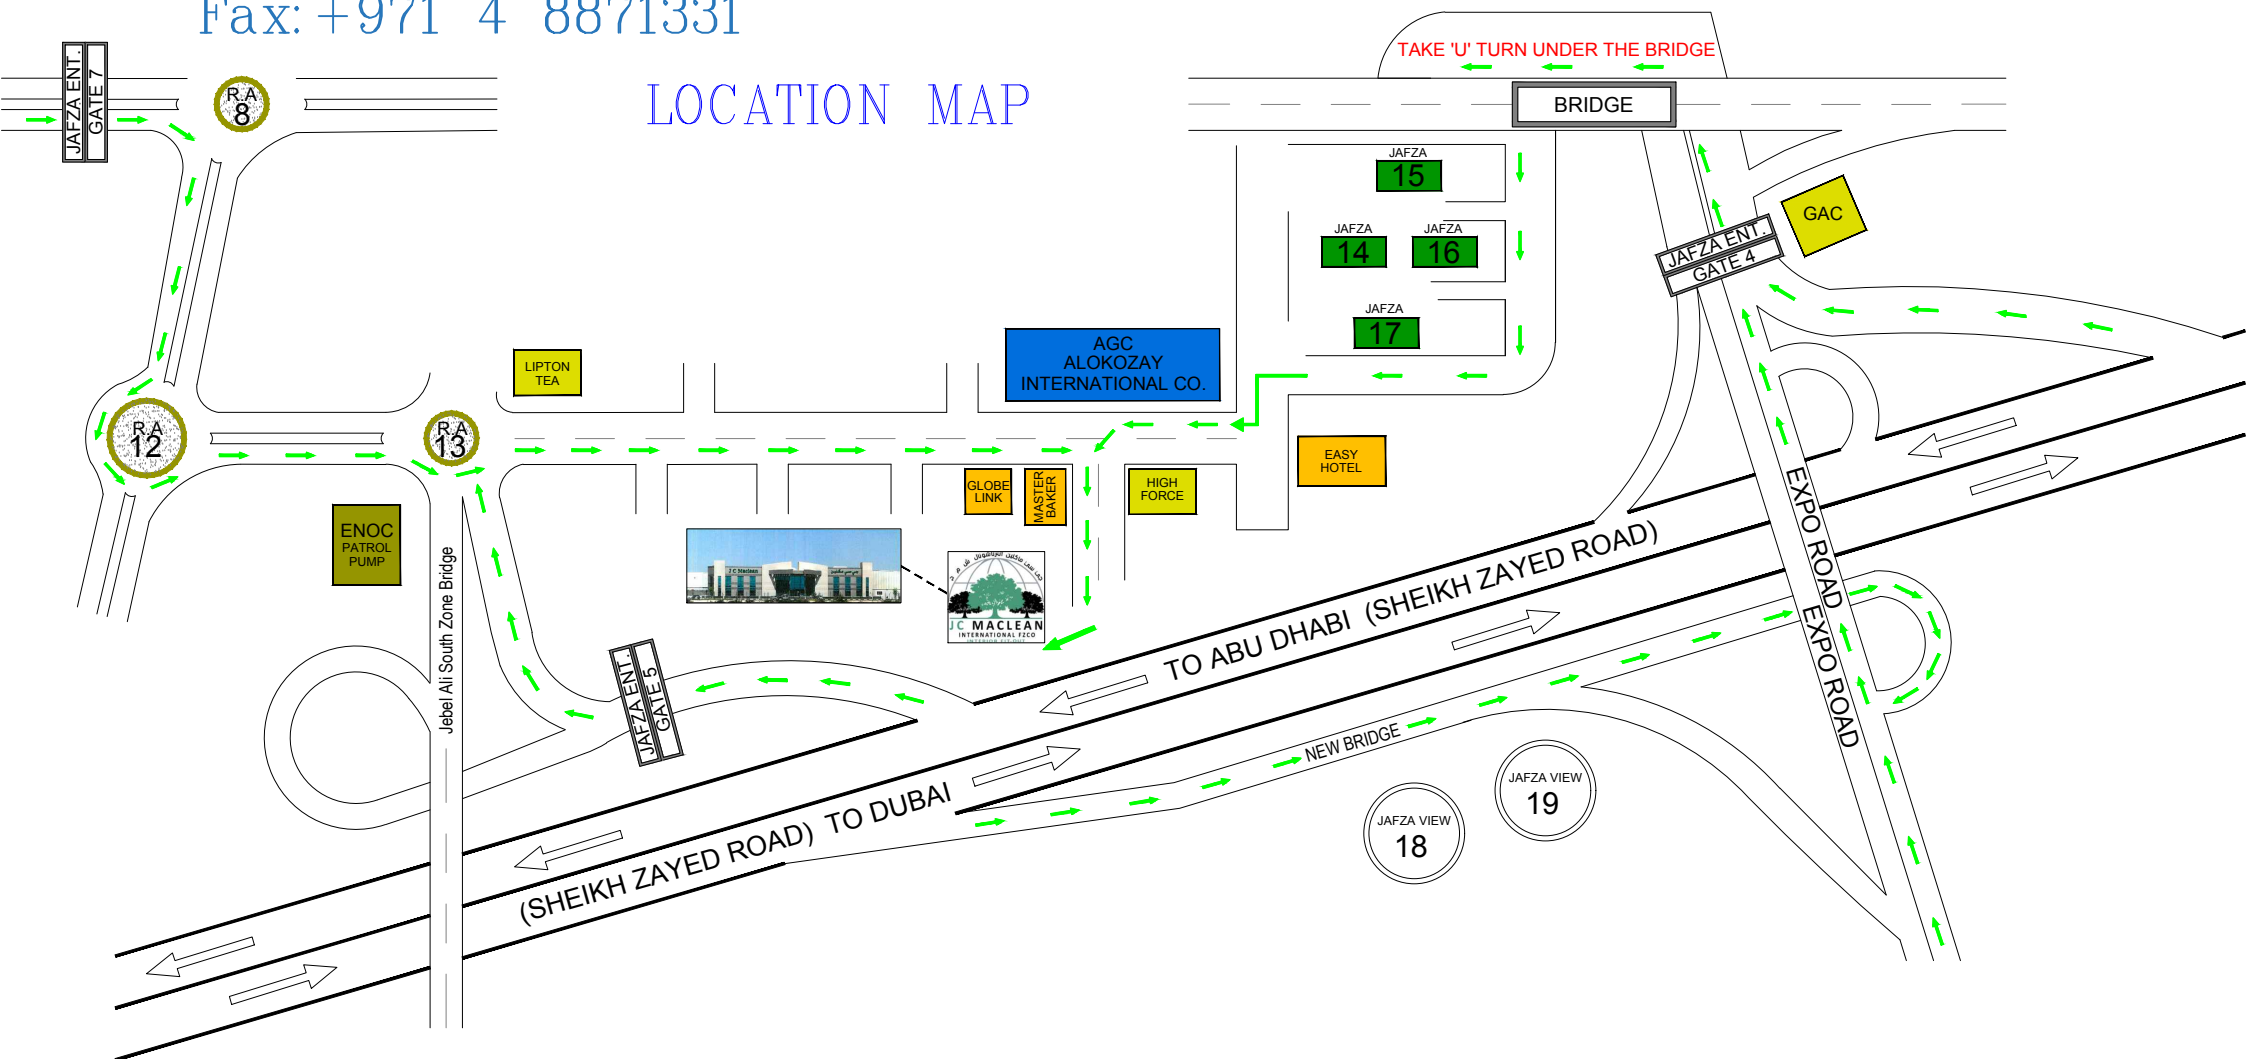 Fax: +971 4 8871331
LOCATION MAP
TAKE 'U' TURN UNDER THE BRIDGE
BRIDGE
JAFZA ENT.
GATE 7
R.A
8
JAFZA
15
JAFZA
14
JAFZA
16
JAFZA
17
GAC
JAFZA ENT.
GATE 4
AGC
ALOKOZAY
INTERNATIONAL CO.
LIPTON
TEA
R.A
12
R.A
13
EASY
HOTEL
GLOBE
LINK
MASTER
BAKER
HIGH
FORCE
ENOC
PATROL
PUMP
Jebel Ali South Zone Bridge
J C Maclean
JC MACLEAN
INTERNATIONAL FZCO
INTERIOR FIT-OUT
JAFZA ENT.
GATE 5
TO ABU DHABI (SHEIKH ZAYED ROAD)
EXPO ROAD
EXPO ROAD
NEW BRIDGE
(SHEIKH ZAYED ROAD) TO DUBAI
JAFZA VIEW
19
JAFZA VIEW
18